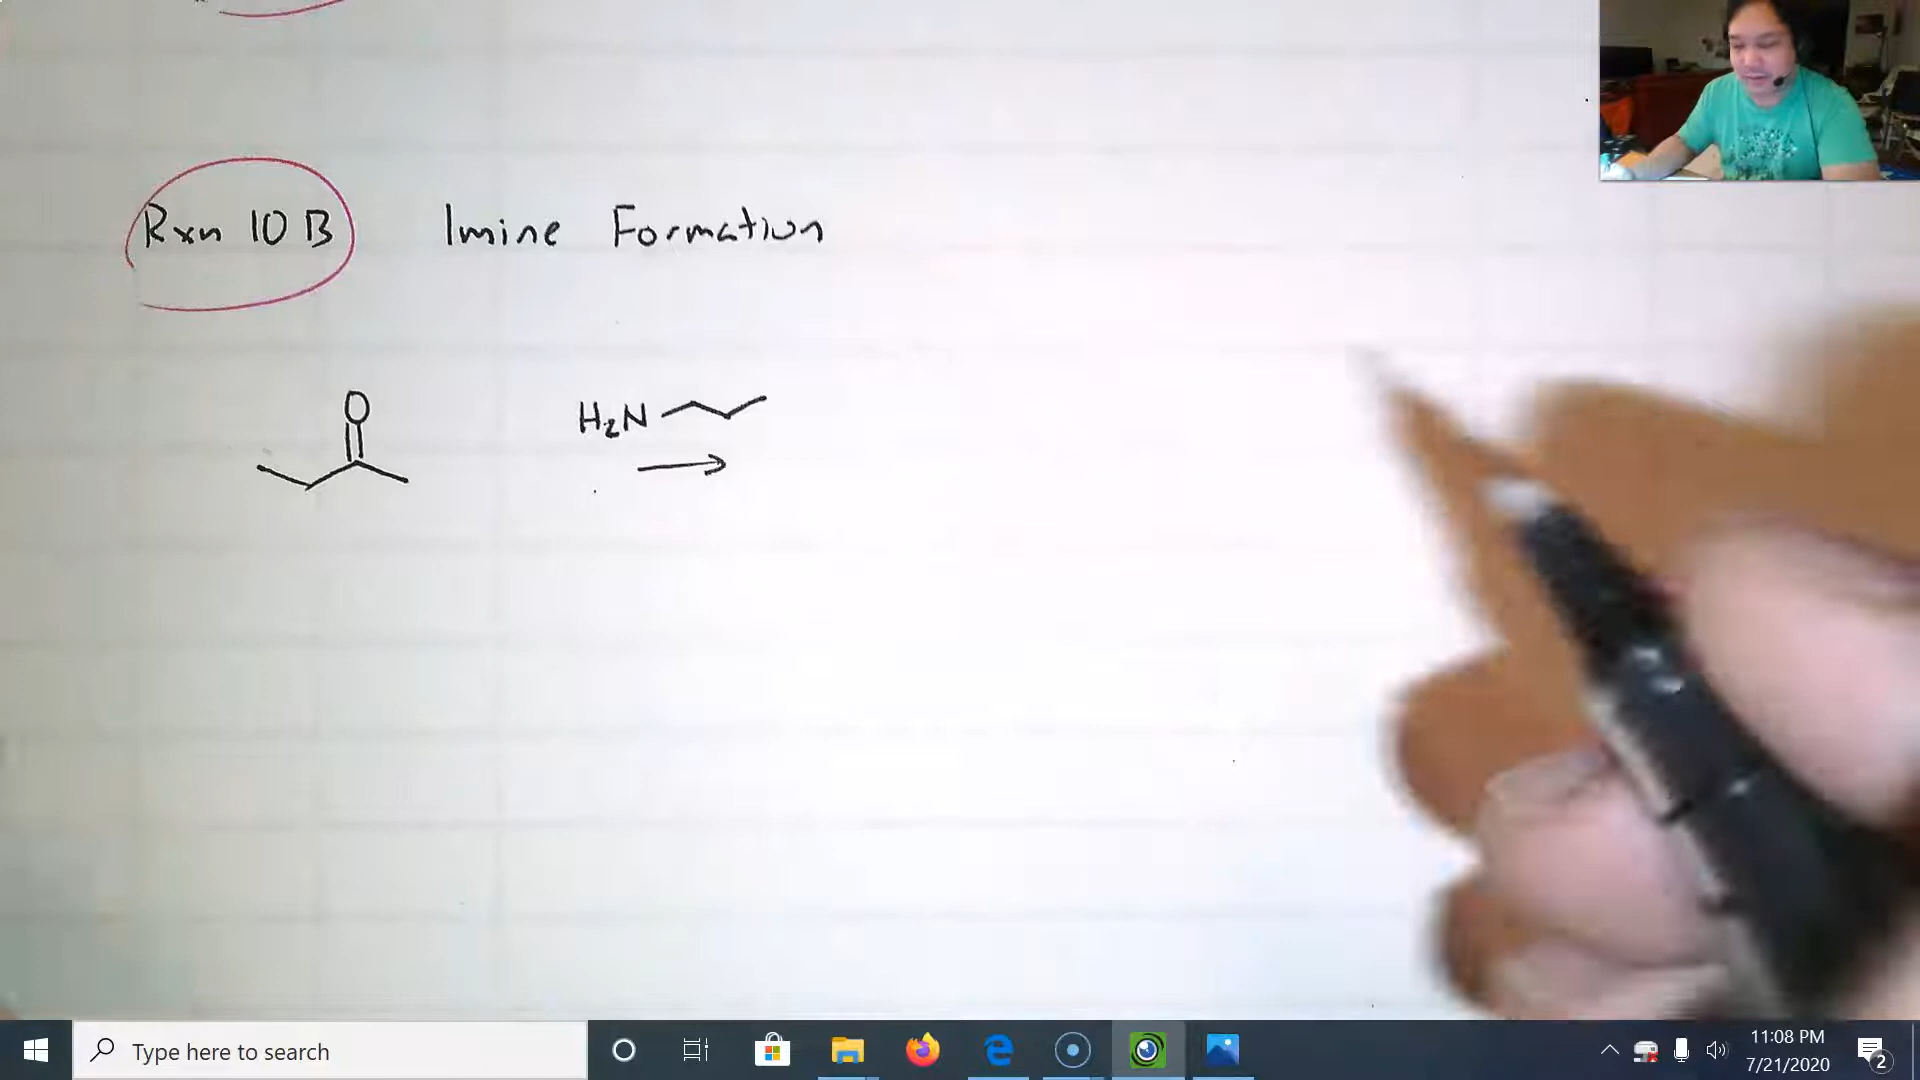 Rxn 10 B Imine Formation
O
H₂N
Type here to search
11:08 PM
7/21/2020
2